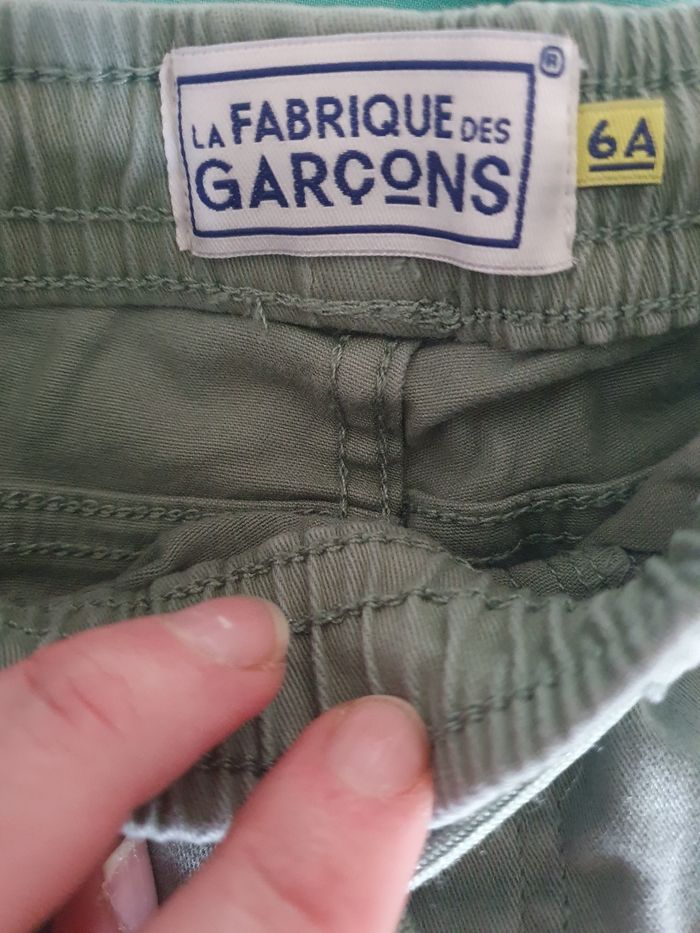 ®
LA FABRIQUE DES
GARÇONS
6A